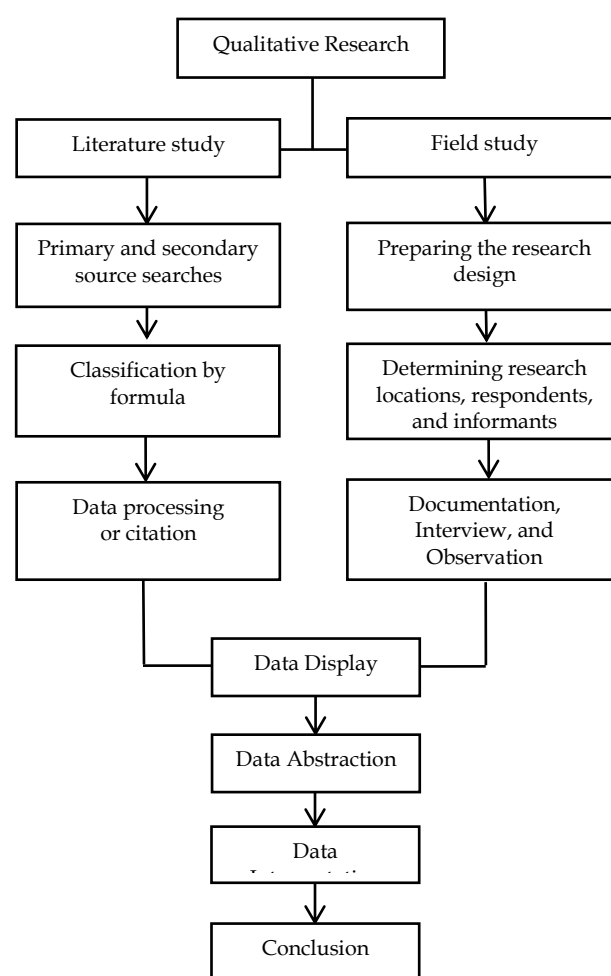 Qualitative Research
Literature study
Field study
Primary and secondary
source searches
Preparing the research
design
Classification by
formula
Determining research
locations, respondents,
and informants
Data processing
or citation
Documentation,
Interview, and
Observation
Data Display
Data Abstraction
Data
Conclusion